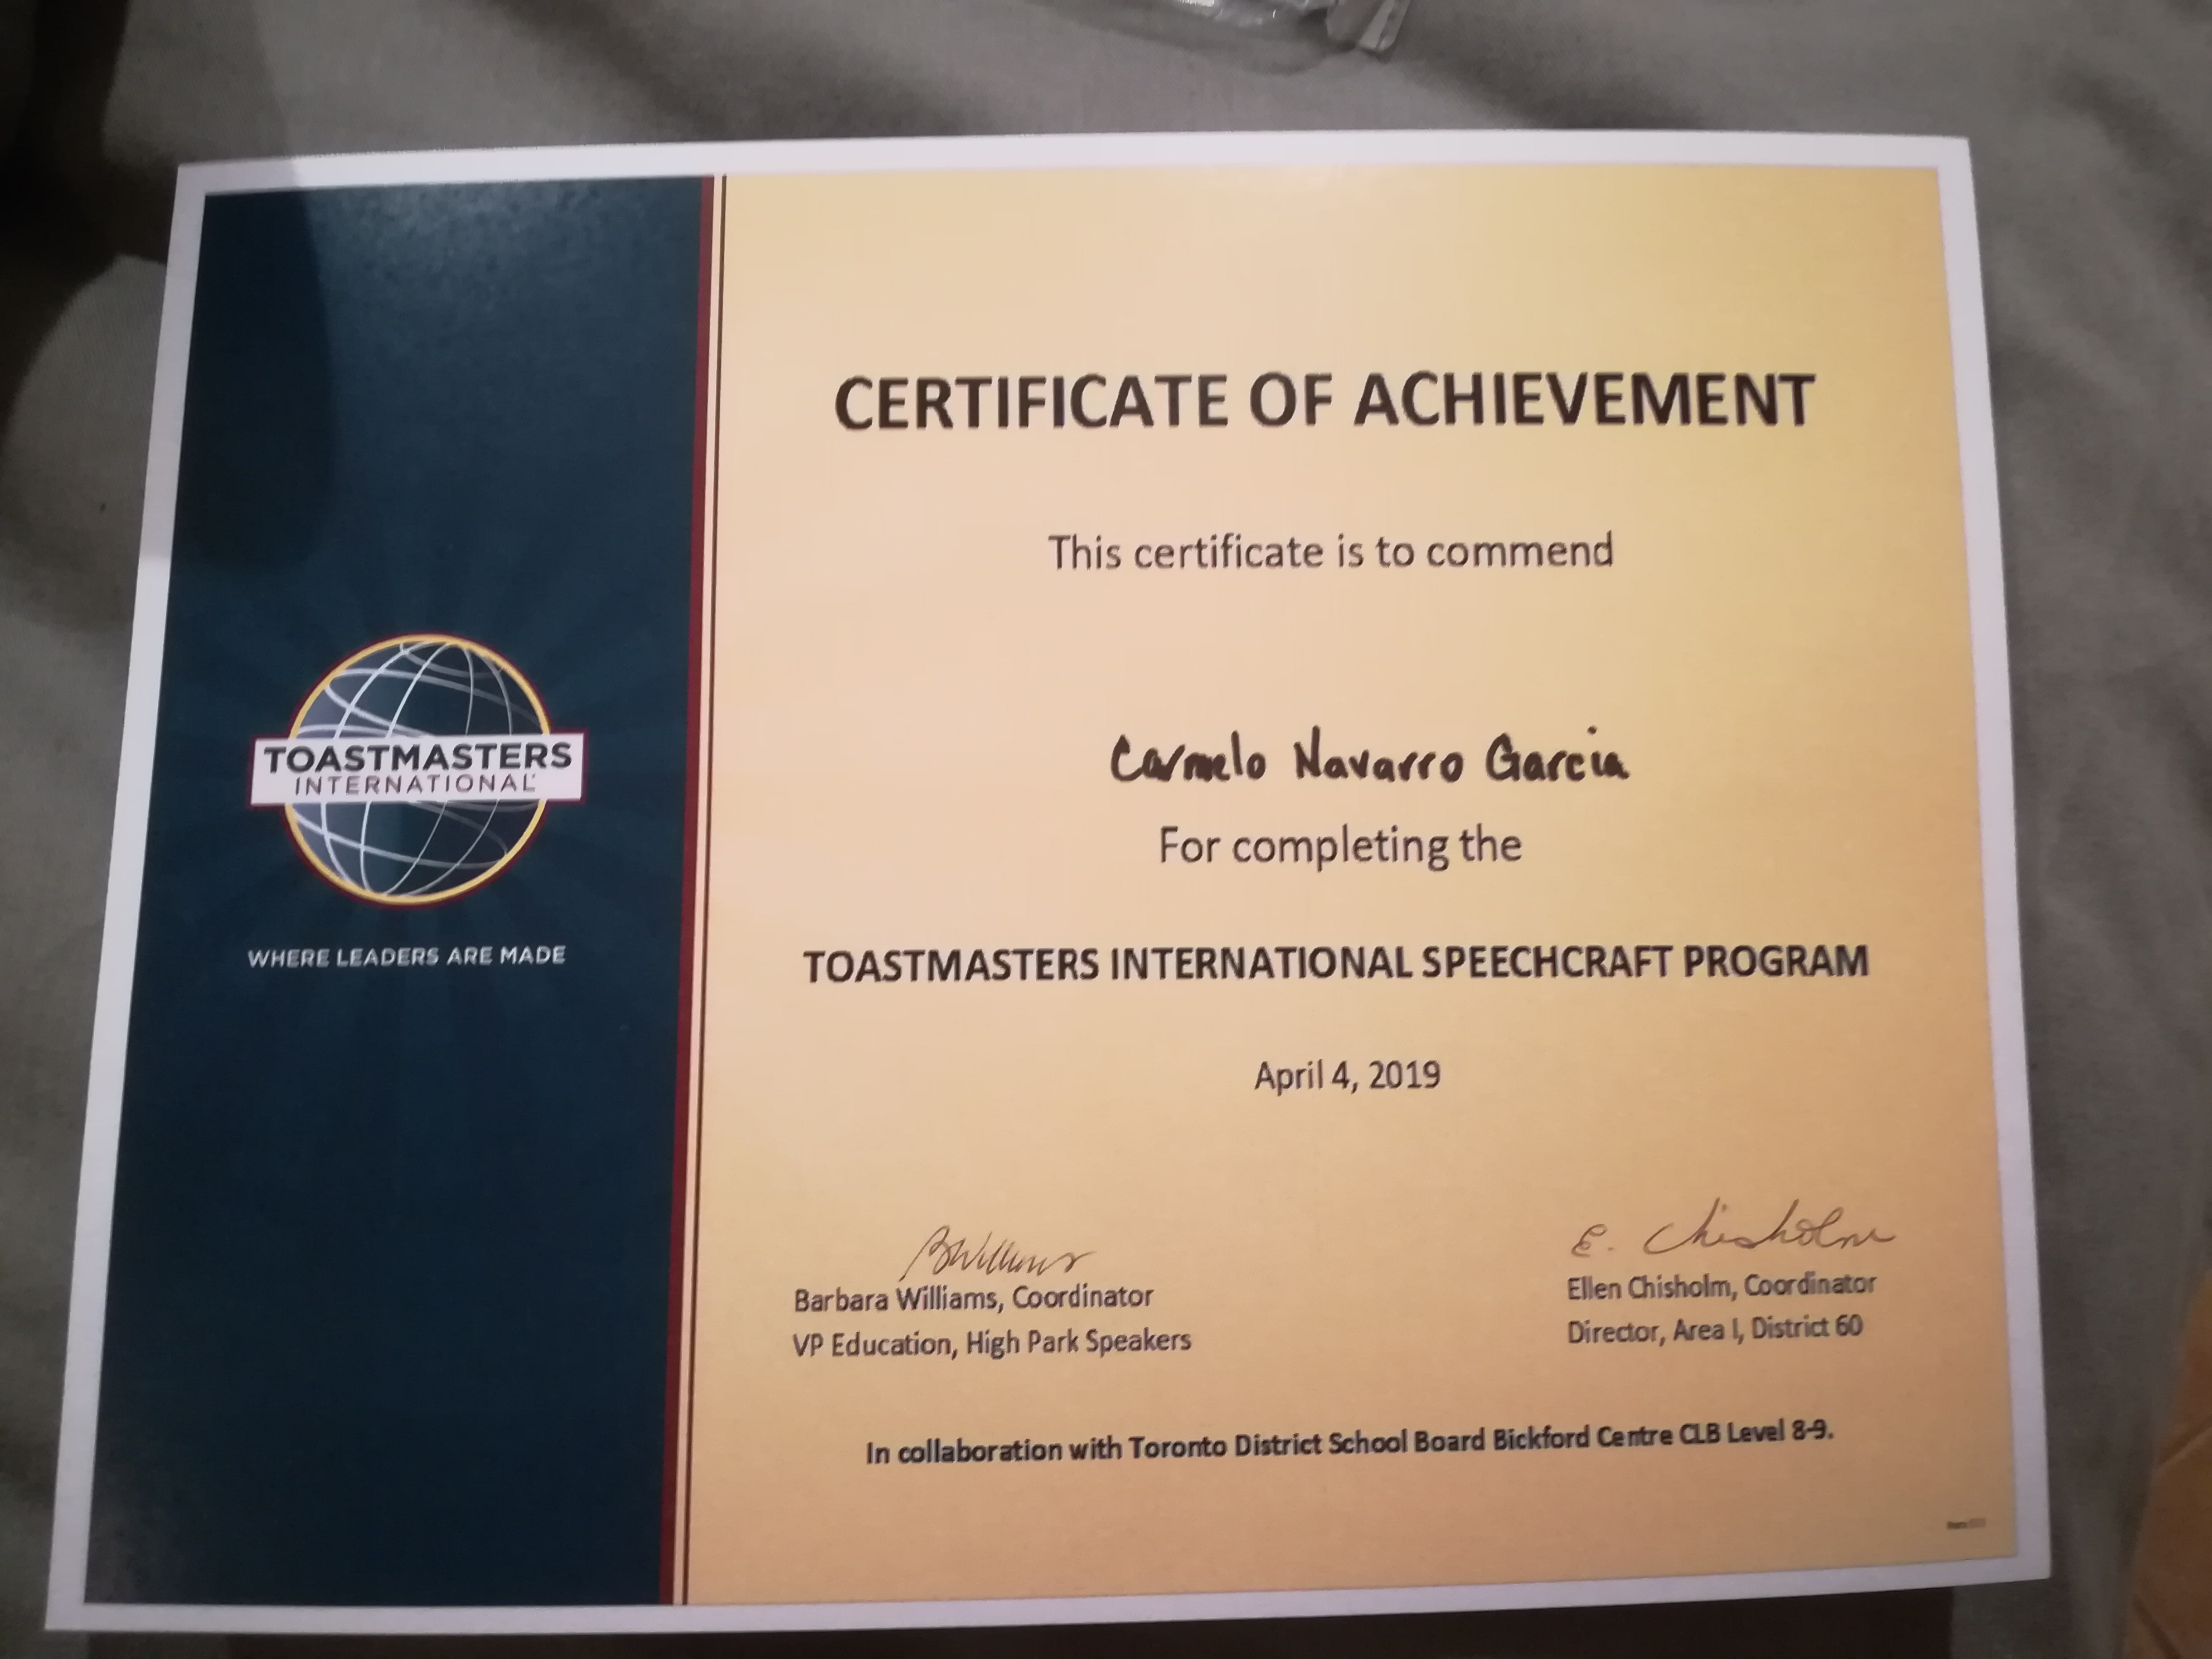 CERTIFICATE OF ACHIEVEMENT
This certificate is to commend
Carmelo Navarro Garcia
For completing the
TOASTMASTERS INTERNATIONAL SPEECHCRAFT PROGRAM
April 4, 2019
TOASTMASTERS
INTERNATIONAL
WHERE LEADERS ARE MADE
BWilliams
Barbara Williams, Coordinator
VP Education, High Park Speakers
E. Chisholm
Ellen Chisholm, Coordinator
Director, Area I, District 60
In collaboration with Toronto District School Board Bickford Centre CLB Level 8-9.